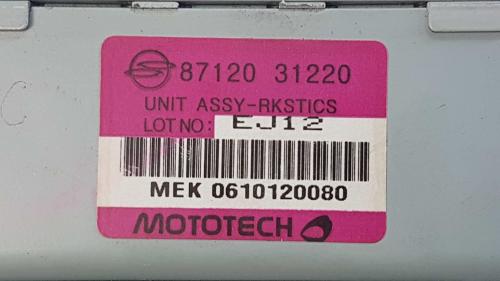 87120 31220
UNIT ASSY-RKSTICS
LOT NO: EJ12
MEK 0610120080
MOTOTECH
C